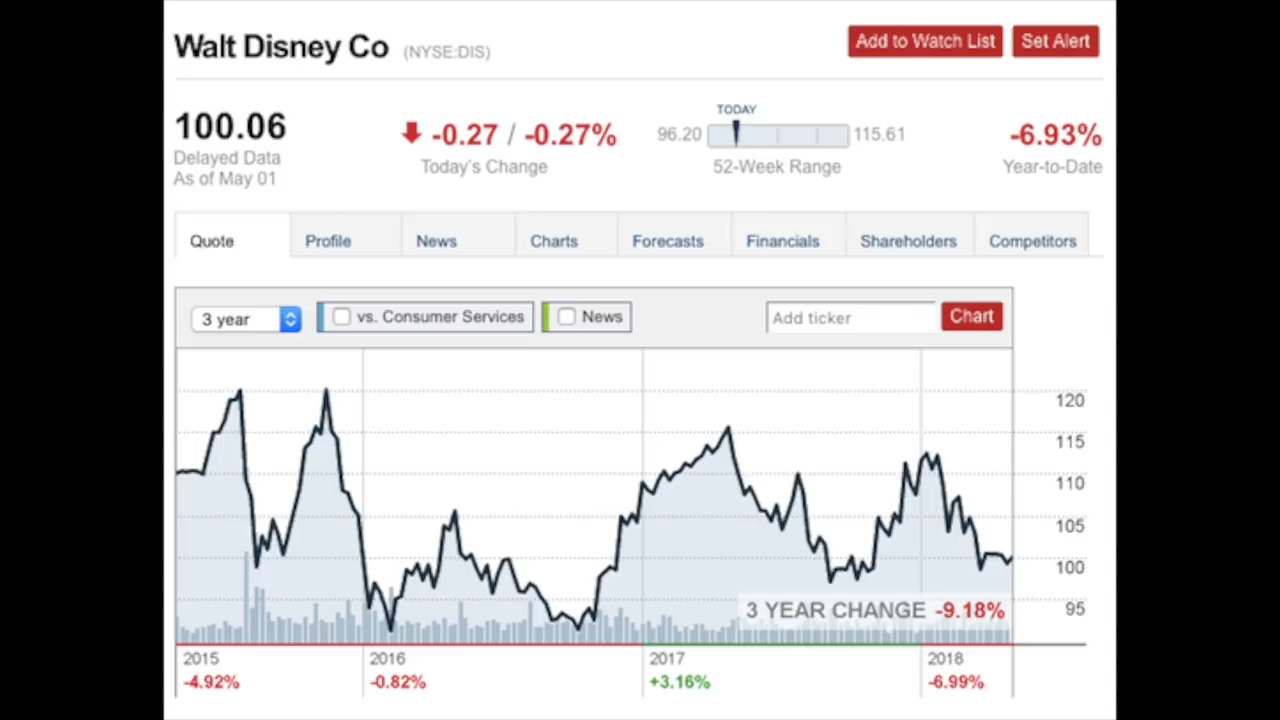 Walt Disney Co (NYSE:DIS)
Add to Watch List
Set Alert
100.06
Delayed Data
As of May 01
-0.27 / -0.27%
Today's Change
TODAY
96.20
115.61
52-Week Range
-6.93%
Year-to-Date
Quote
Profile
News
Charts
Forecasts
Financials
Shareholders
Competitors
3 year
vs. Consumer Services
News
Add ticker
Chart
120
115
110
105
100
95
3 YEAR CHANGE -9.18%
2015
2016
2017
2018
-4.92%
-0.82%
+3.16%
-6.99%